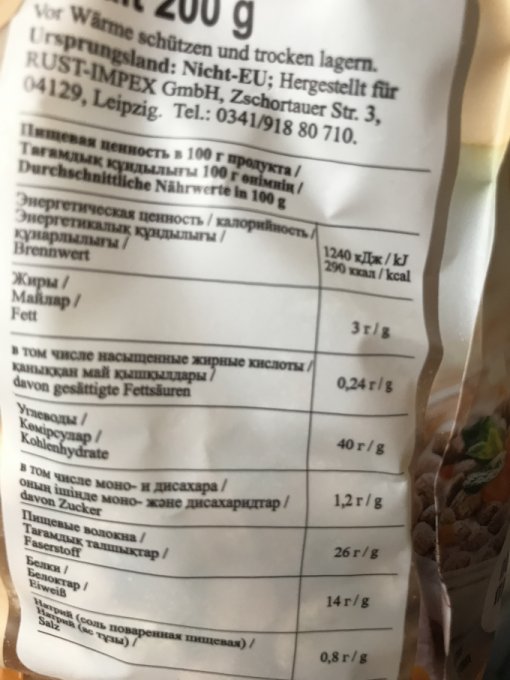 200 g
Vor Wärme schützen und trocken lagern.
Ursprungsland: Nicht-EU; Hergestellt für
RUST-IMPEX GmbH, Zschortauer Str. 3,
04129, Leipzig. Tel.: 0341/918 80 710.
Пищевая ценность в 100 г продукта /
Тағамдық құндылығы 100 г өнімнің /
Durchschnittliche Nährwerte in 100 g
Энергетическая ценность / калорийность /
Энергетикалық құндылығы /
құнарлылығы /
Brennwert
1240 кДж / kJ
290 ккал / kcal
Жиры /
Майлар /
Fett
3 г / g
в том числе насыщенные жирные кислоты /
қаныққан май қышқылдары /
davon gesättigte Fettsäuren
0,24 г / g
Углеводы /
Көмірсулар /
Kohlenhydrate
40 г / g
в том числе моно- и дисахара /
оның ішінде моно- және дисахаридтар /
davon Zucker
1,2 г / g
Пищевые волокна /
Тағамдық талшықтар /
Faserstoff
26 г / g
Белки /
Белоктар /
Eiweiß
14 г / g
Натрий (соль поваренная пищевая) /
Натрий (ас тұзы) /
Salz
0,8 г / g